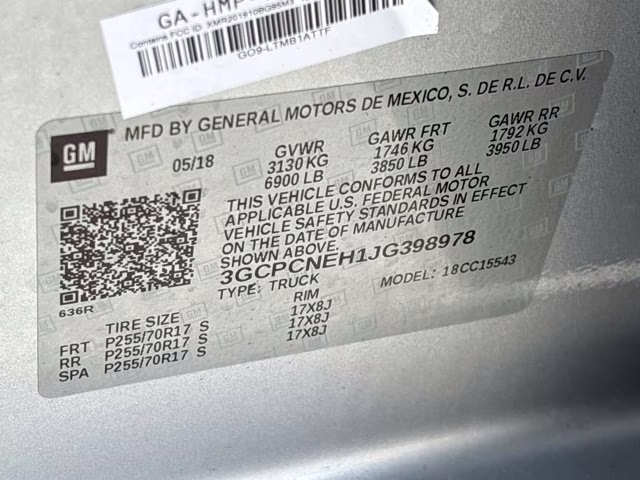 GA-HMP
Contains FCC ID: XMR201910BG95M3
GO9-LTMB1ATTF
GM
MFD BY GENERAL MOTORS DE MEXICO, S. DE R.L. DE C.V.
05/18
GVWR
3130 KG
6900 LB
GAWR FRT
1746 KG
3850 LB
GAWR RR
1792 KG
3950 LB
THIS VEHICLE CONFORMS TO ALL
APPLICABLE U.S. FEDERAL MOTOR
VEHICLE SAFETY STANDARDS IN EFFECT
ON THE DATE OF MANUFACTURE
SHOWN ABOVE.
3GCPCNEH1JG398978
TYPE: TRUCK
MODEL: 18CC15543
636R
TIRE SIZE
RIM
FRT P255/70R17 S 17X8J
RR P255/70R17 S 17X8J
SPA P255/70R17 S 17X8J